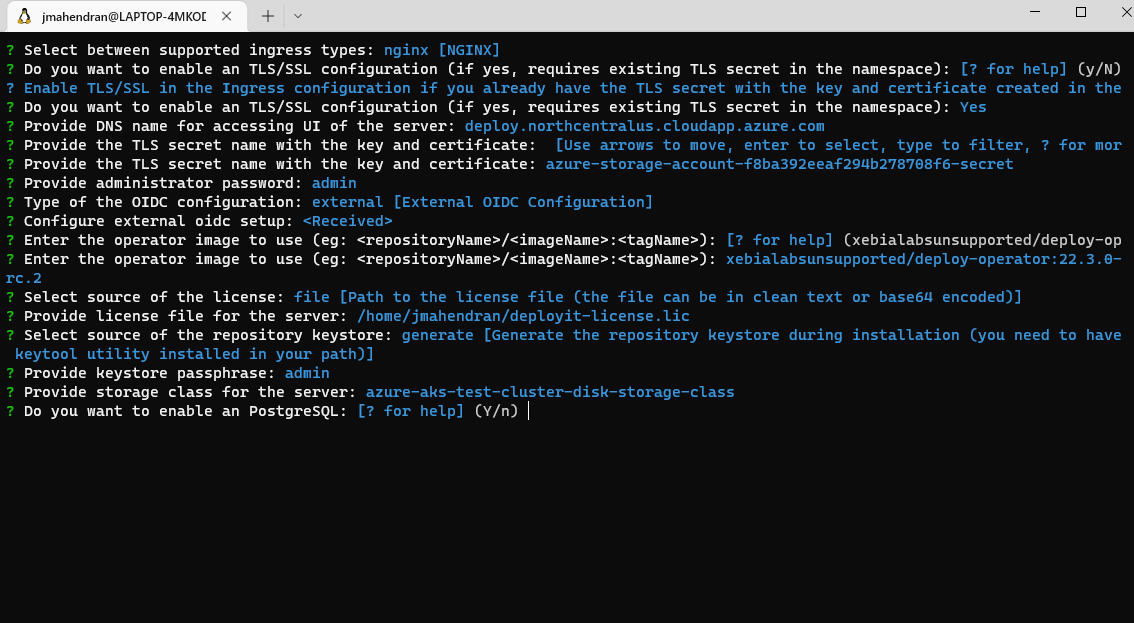 jmahendran@LAPTOP-4MKOD
? Select between supported ingress types: nginx [NGINX]
? Do you want to enable an TLS/SSL configuration (if yes, requires existing TLS secret in the namespace): [? for help] (y/N)
? Enable TLS/SSL in the Ingress configuration if you already have the TLS secret with the key and certificate created in the
? Do you want to enable an TLS/SSL configuration (if yes, requires existing TLS secret in the namespace): Yes
? Provide DNS name for accessing UI of the server: deploy.northcentralus.cloudapp.azure.com
? Provide the TLS secret name with the key and certificate:  [Use arrows to move, enter to select, type to filter, ? for mor
? Provide the TLS secret name with the key and certificate: azure-storage-account-f8ba392eeaf294b278708f6-secret
? Provide administrator password: admin
? Type of the OIDC configuration: external [External OIDC Configuration]
? Configure external oidc setup: <Received>
? Enter the operator image to use (eg: <repositoryName>/<imageName>:<tagName>): [? for help] (xebialabsunsupported/deploy-op
? Enter the operator image to use (eg: <repositoryName>/<imageName>:<tagName>): xebialabsunsupported/deploy-operator:22.3.0-
rc.2
? Select source of the license: file [Path to the license file (the file can be in clean text or base64 encoded)]
? Provide license file for the server: /home/jmahendran/deployit-license.lic
? Select source of the repository keystore: generate [Generate the repository keystore during installation (you need to have
keytool utility installed in your path)]
? Provide keystore passphrase: admin
? Provide storage class for the server: azure-aks-test-cluster-disk-storage-class
? Do you want to enable an PostgreSQL: [? for help] (Y/n)